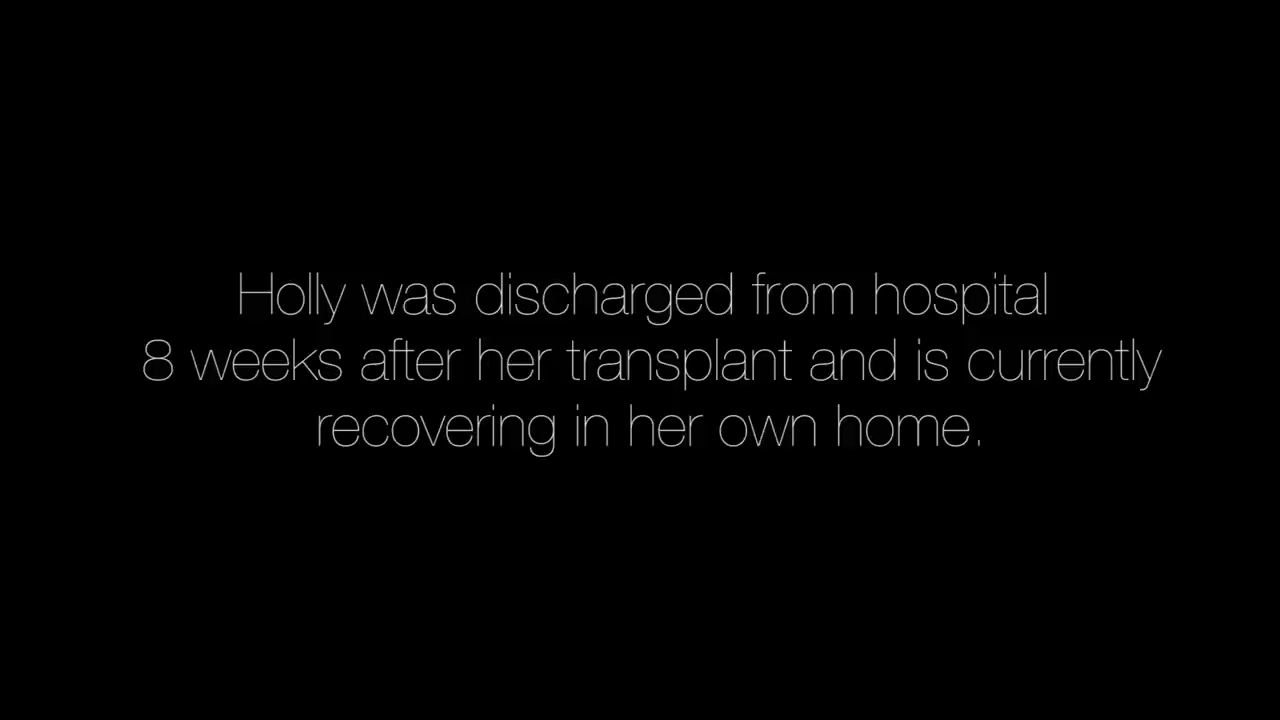 Holly was discharged from hospital
8 weeks after her transplant and is currently
recovering in her own home.